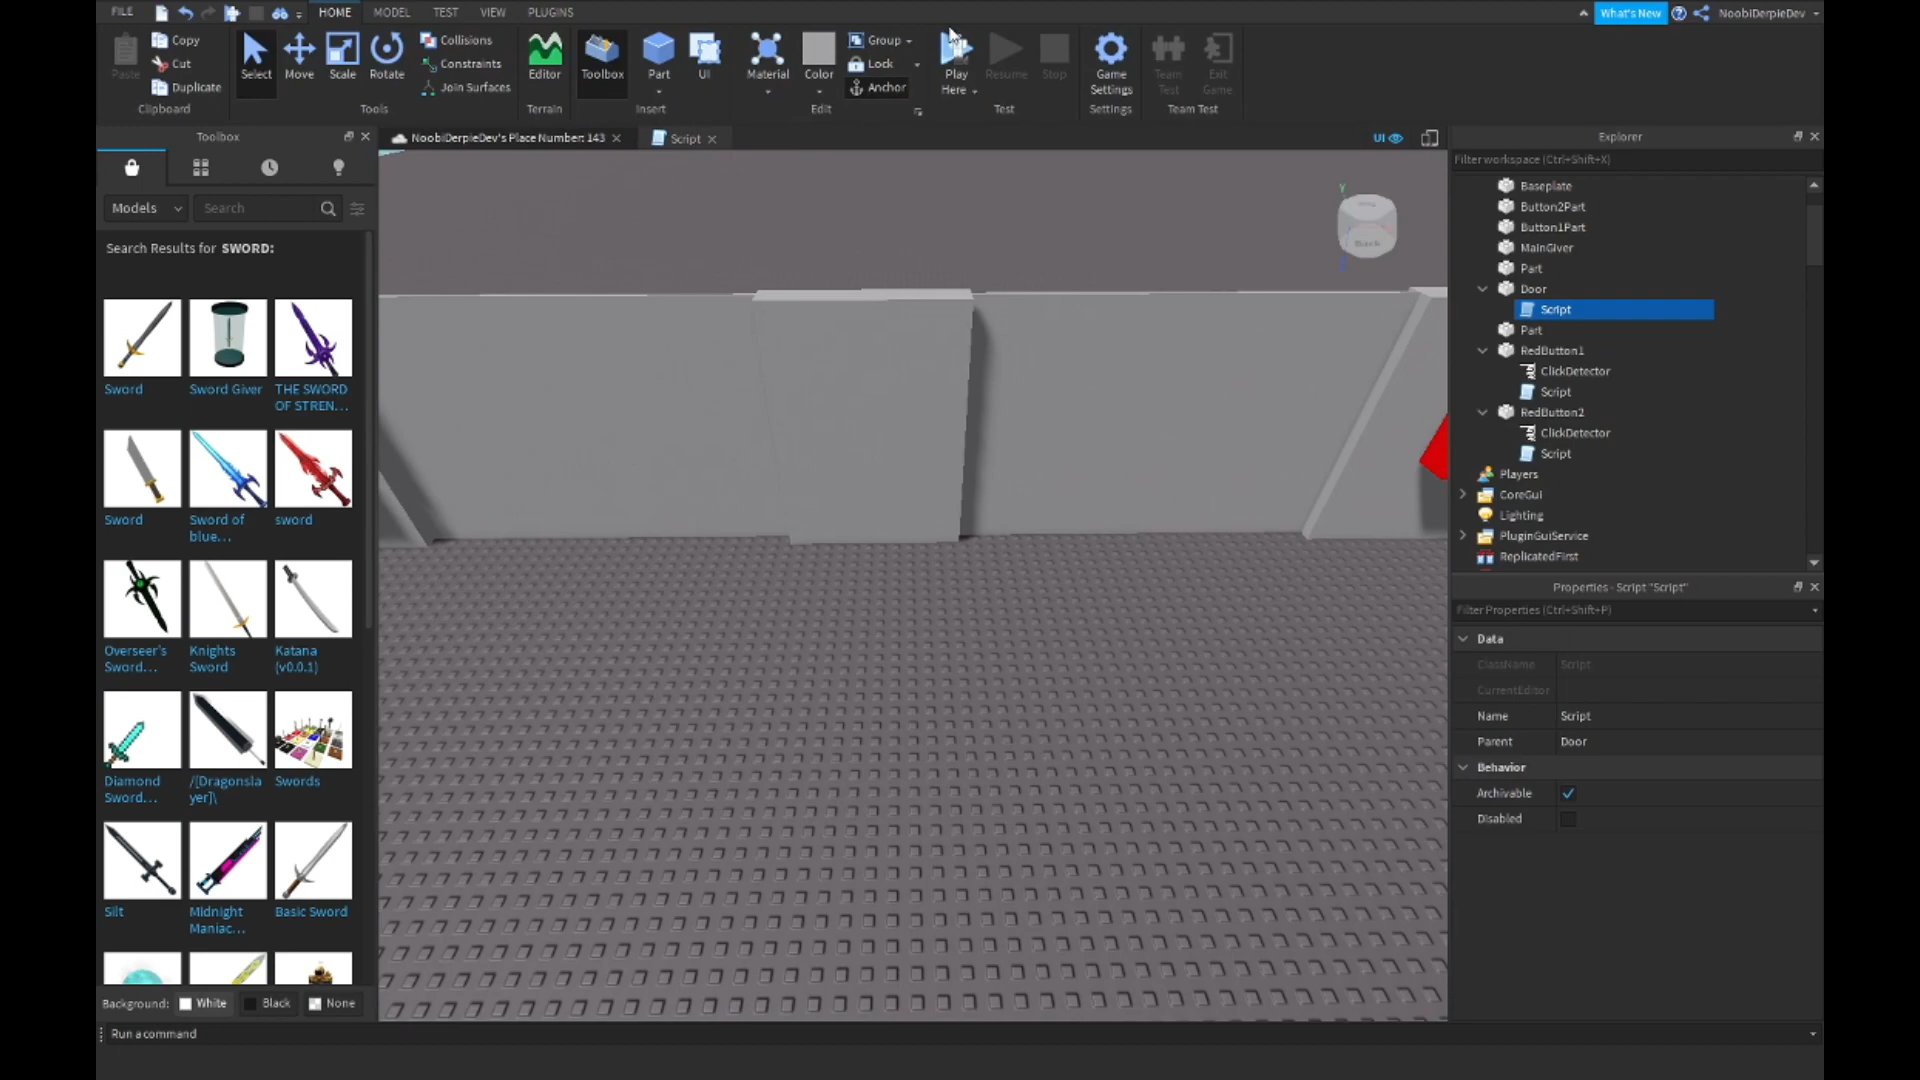 FILE HOME MODEL TEST VIEW PLUGINS What's New NoobiDerpieDev
Paste Copy Cut Duplicate Clipboard
Select Move Scale Rotate Collisions Constraints Join Surfaces Tools
Editor Terrain
Toolbox Part UI Insert
Material Color Group Lock Anchor Edit
Play Here Resume Stop Test
Game Settings Settings
Team Test Exit Game Team Test
Toolbox
Models Search
Search Results for SWORD:
Sword Sword Giver THE SWORD
OF STREN...
Sword Sword of sword
blue...
Overseer's Knights Katana
Sword... Sword (v0.0.1)
Diamond /[Dragonsla Swords
Sword... yer]\
Silt Midnight Basic Sword
Maniac...
Background: White Black None
Run a command
NoobiDerpieDev's Place Number: 143 Script
UI
Y
Back
Z
Explorer
Filter workspace (Ctrl+Shift+X)
Baseplate
Button2Part
Button1Part
MainGiver
Part
Door
Script
Part
RedButton1
ClickDetector
Script
RedButton2
ClickDetector
Script
Players
CoreGui
Lighting
PluginGuiService
ReplicatedFirst
Properties - Script "Script"
Filter Properties (Ctrl+Shift+P)
Data
ClassName Script
CurrentEditor
Name Script
Parent Door
Behavior
Archivable
Disabled